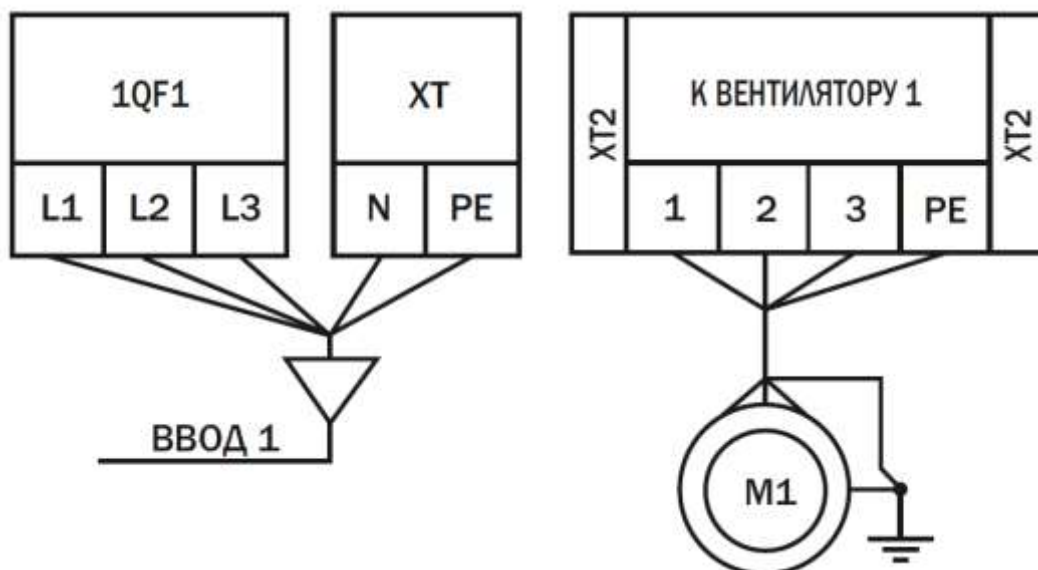 1QF1
L1 L2 L3
XT
N PE
ВВОД 1
XT2
К ВЕНТИЛЯТОРУ 1
1 2 3 PE
XT2
M1